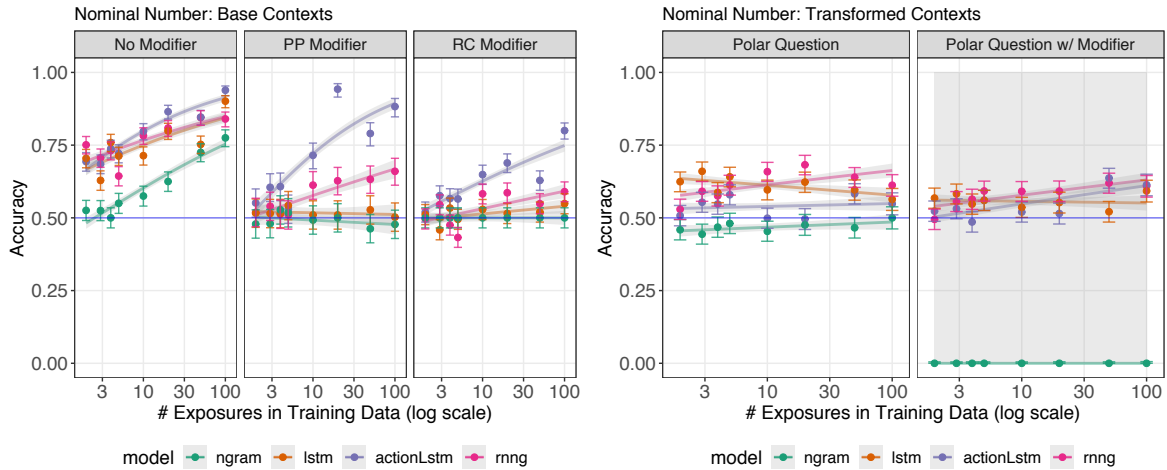 Nominal Number: Base Contexts
No Modifier PP Modifier RC Modifier
Accuracy
1.00
0.75
0.50
0.25
0.00
3 10 30 100 3 10 30 100 3 10 30 100
# Exposures in Training Data (log scale)
model ngram lstm actionLstm rnng
Nominal Number: Transformed Contexts
Polar Question Polar Question w/ Modifier
Accuracy
1.00
0.75
0.50
0.25
0.00
3 10 30 100 3 10 30 100
# Exposures in Training Data (log scale)
model ngram lstm actionLstm rnng